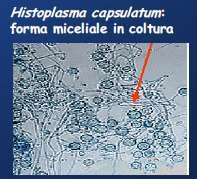 Histoplasma capsulatum:
forma miceliale in coltura